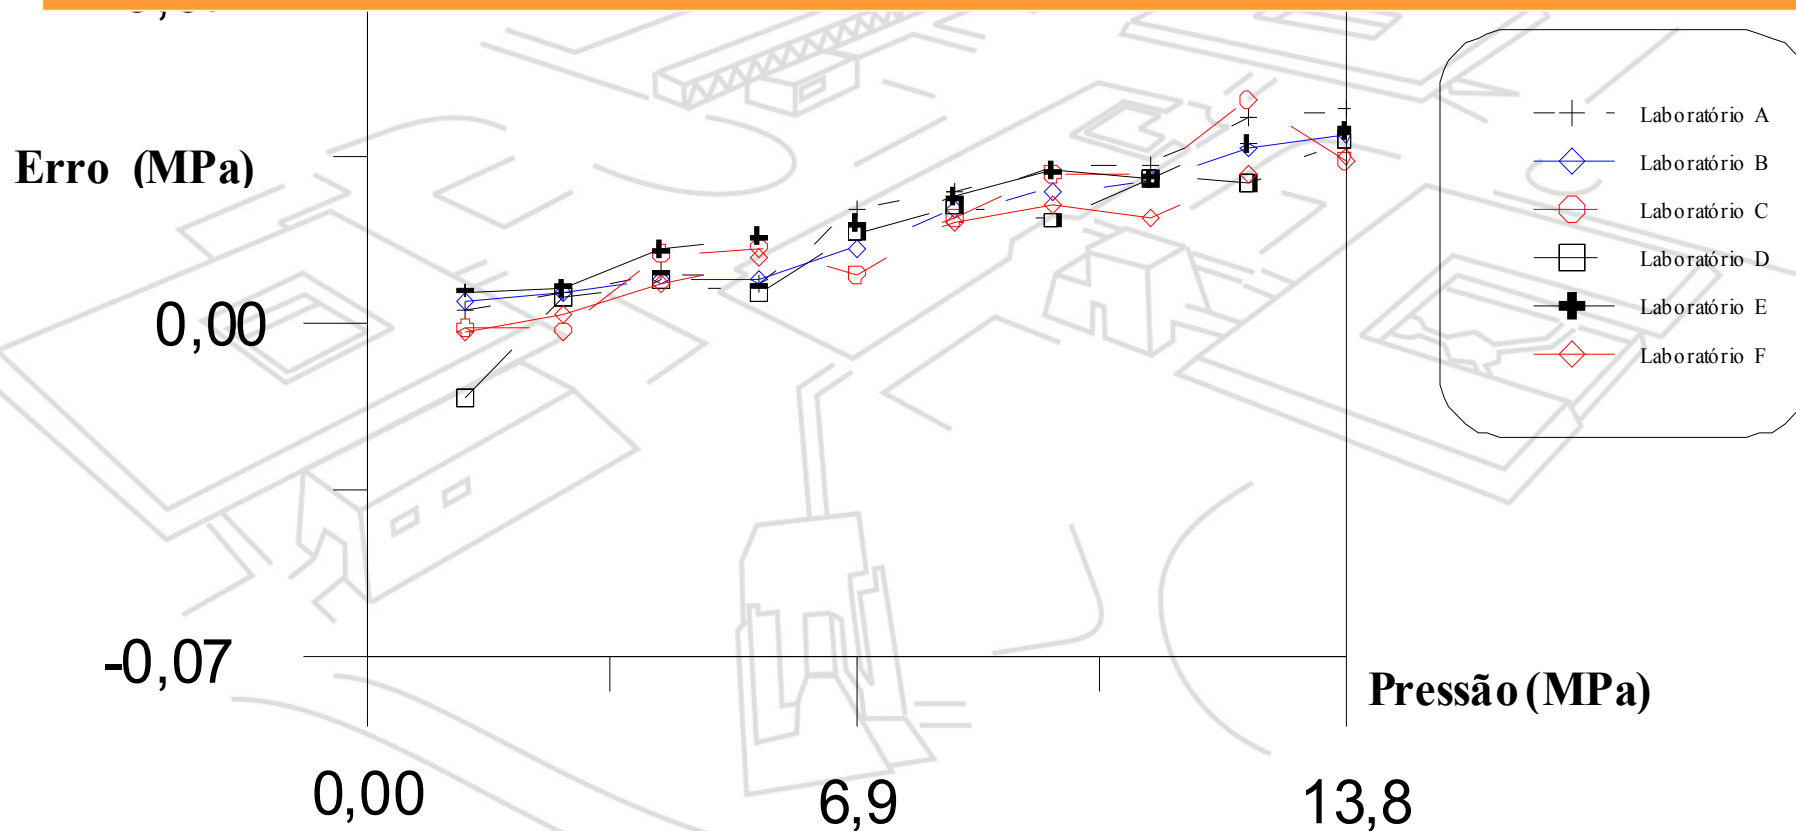 Erro (MPa)
0,00
-0,07
0,00
6,9
13,8
Pressão (MPa)
Laboratório A
Laboratório B
Laboratório C
Laboratório D
Laboratório E
Laboratório F